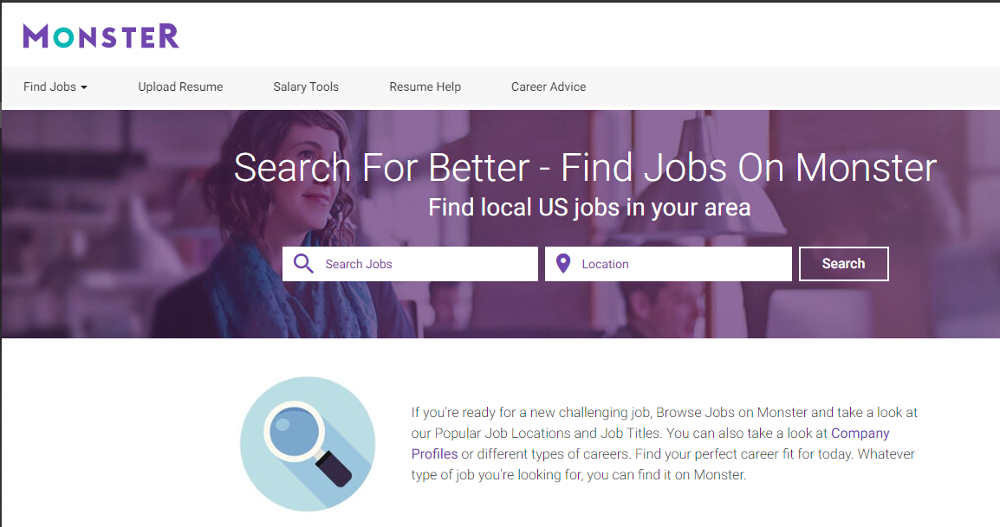 MONSTER
Find Jobs
Upload Resume
Salary Tools
Resume Help
Career Advice
Search For Better - Find Jobs On Monster
Find local US jobs in your area
Search Jobs
Location
Search
If you're ready for a new challenging job, Browse Jobs on Monster and take a look at
our Popular Job Locations and Job Titles. You can also take a look at Company
Profiles or different types of careers. Find your perfect career fit for today. Whatever
type of job you're looking for, you can find it on Monster.